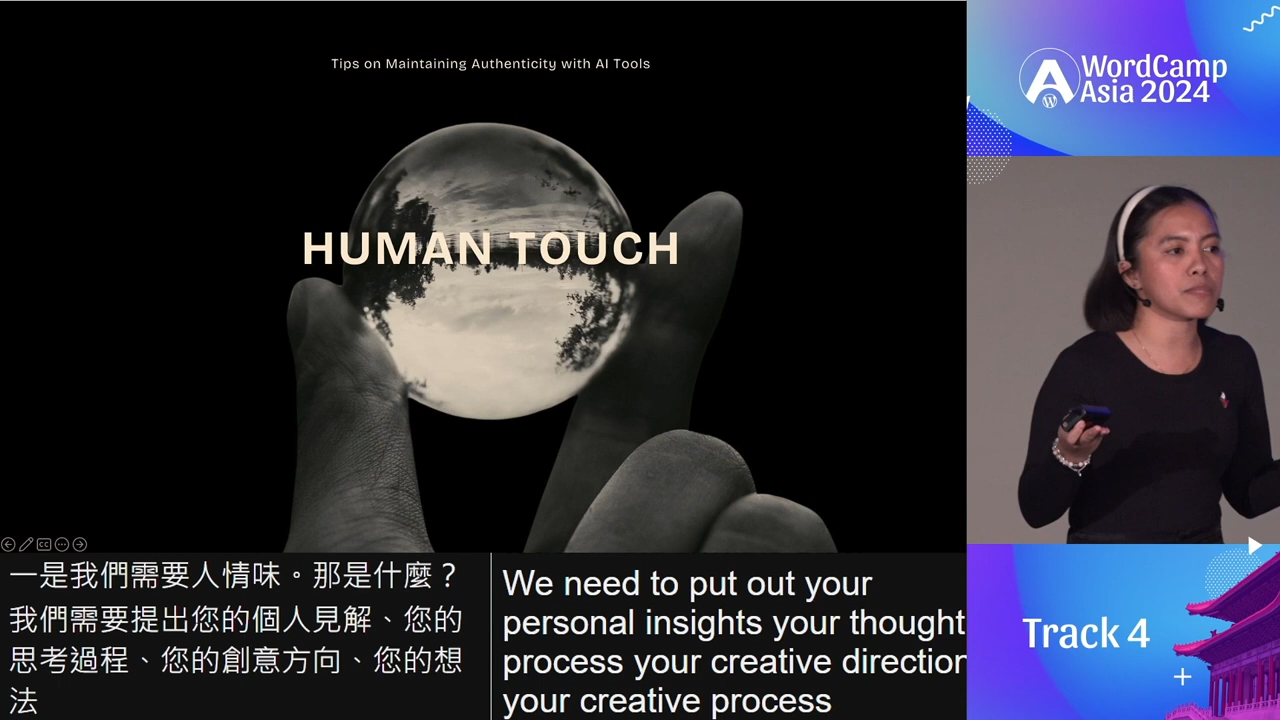 Tips on Maintaining Authenticity with AI Tools
HUMAN TOUCH
一是我們需要人情味。那是什麼？
我們需要提出您的個人見解、您的
思考過程、您的創意方向、您的想
法
We need to put out your
personal insights your thought
process your creative direction
your creative process
WordCamp
Asia 2024
Track 4